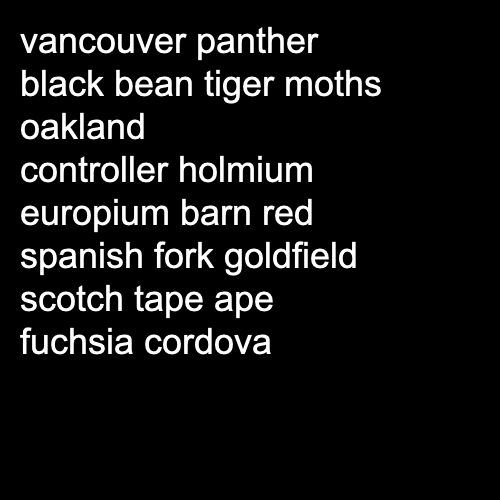 vancouver panther
black bean tiger moths
oakland
controller holmium
europium barn red
spanish fork goldfield
scotch tape ape
fuchsia cordova